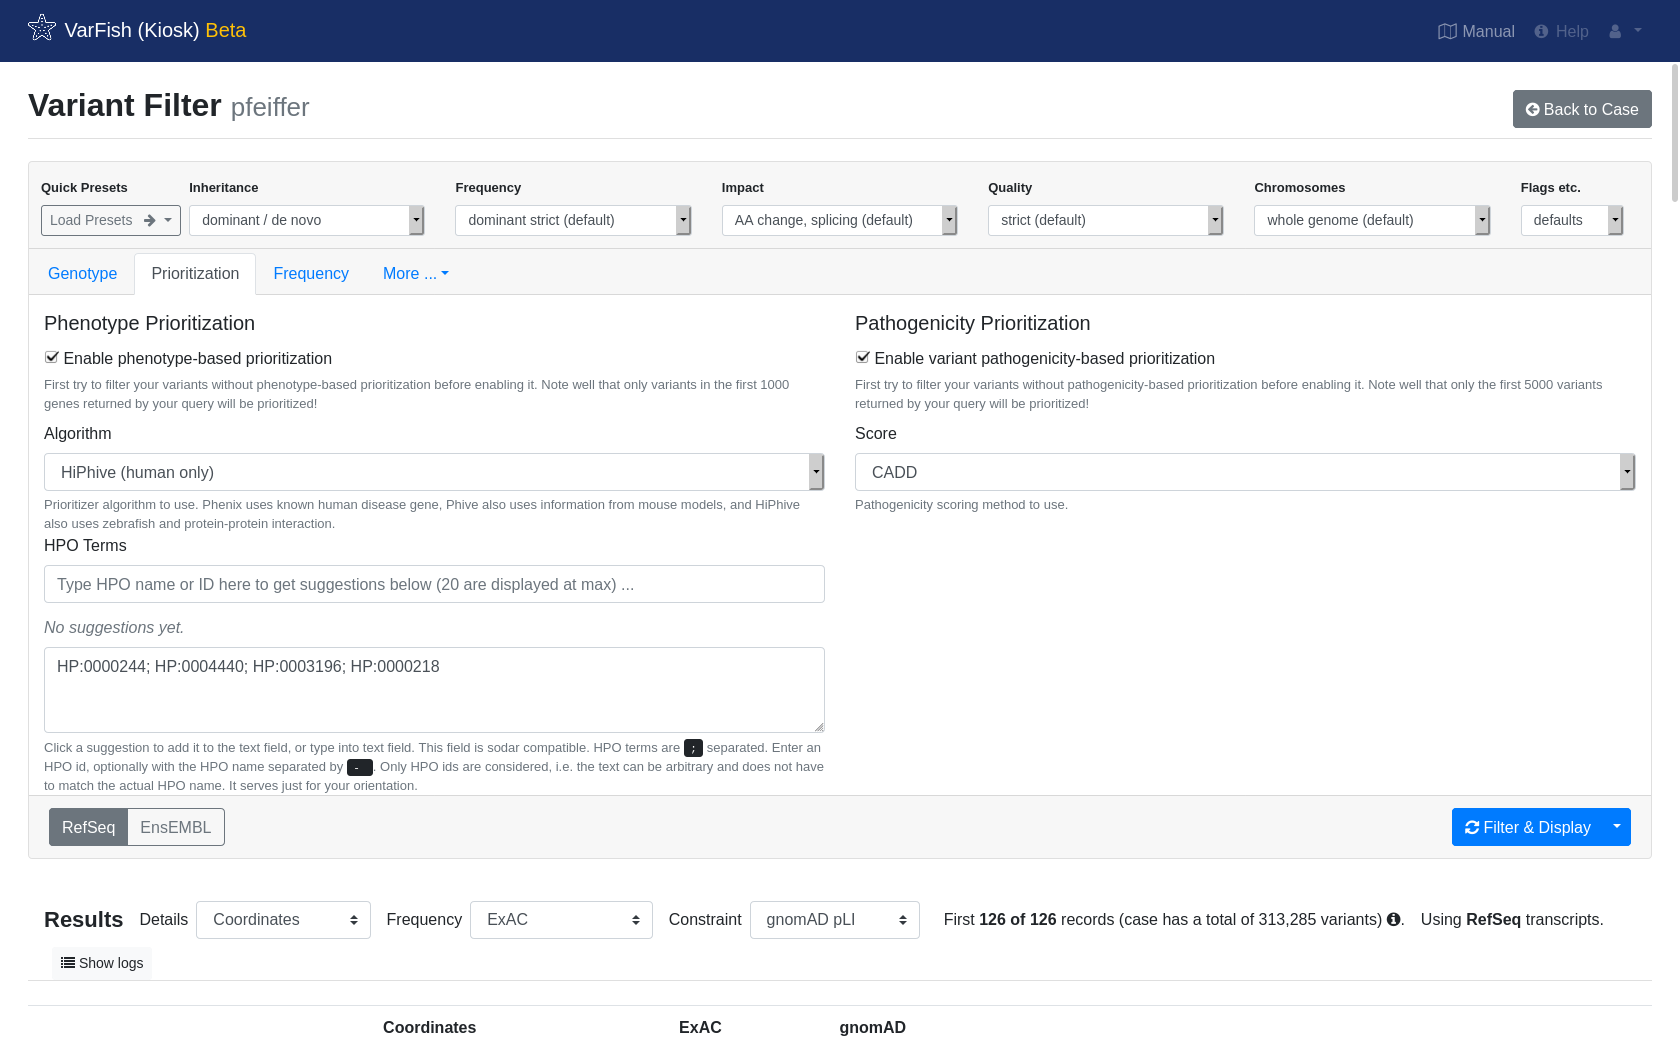 VarFish (Kiosk) Beta
Manual Help
Variant Filter pfeiffer
Back to Case
Quick Presets Inheritance Frequency Impact Quality Chromosomes Flags etc.
Load Presets dominant / de novo dominant strict (default) AA change, splicing (default) strict (default) whole genome (default) defaults
Genotype Prioritization Frequency More ...
Phenotype Prioritization
Enable phenotype-based prioritization
First try to filter your variants without phenotype-based prioritization before enabling it. Note well that only variants in the first 1000
genes returned by your query will be prioritized!
Algorithm
HiPhive (human only)
Prioritizer algorithm to use. Phenix uses known human disease gene, Phive also uses information from mouse models, and HiPhive
also uses zebrafish and protein-protein interaction.
HPO Terms
Type HPO name or ID here to get suggestions below (20 are displayed at max) ...
No suggestions yet.
HP:0000244; HP:0004440; HP:0003196; HP:0000218
Click a suggestion to add it to the text field, or type into text field. This field is sodar compatible. HPO terms are ; separated. Enter an
HPO id, optionally with the HPO name separated by - . Only HPO ids are considered, i.e. the text can be arbitrary and does not have
to match the actual HPO name. It serves just for your orientation.
Pathogenicity Prioritization
Enable variant pathogenicity-based prioritization
First try to filter your variants without pathogenicity-based prioritization before enabling it. Note well that only the first 5000 variants
returned by your query will be prioritized!
Score
CADD
Pathogenicity scoring method to use.
RefSeq EnsEMBL
Filter & Display
Results Details Coordinates Frequency ExAC Constraint gnomAD pLI First 126 of 126 records (case has a total of 313,285 variants) . Using RefSeq transcripts.
Show logs
Coordinates ExAC gnomAD